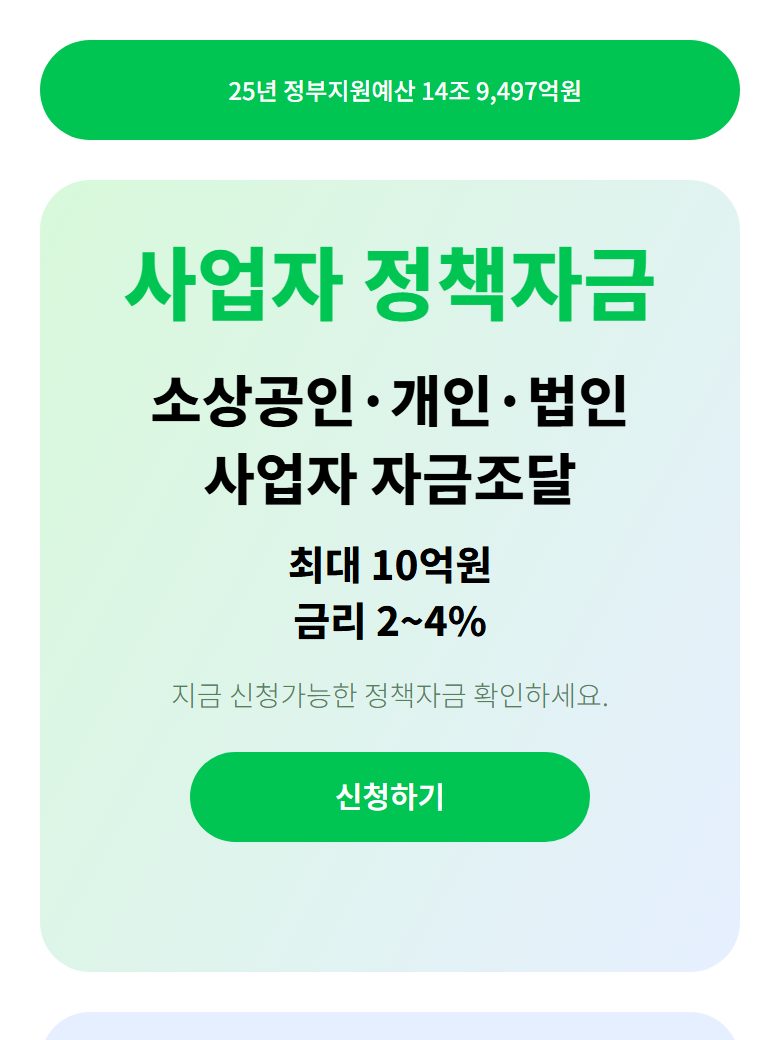 25년 정부지원예산 14조 9,497억원
사업자 정책자금
소상공인·개인·법인
사업자 자금조달
최대 10억원
금리 2~4%
지금 신청가능한 정책자금 확인하세요.
신청하기